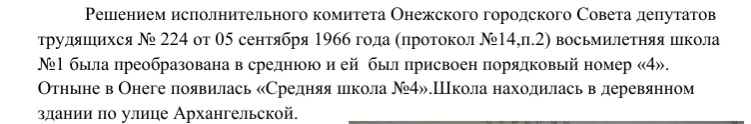 Решением исполнительного комитета Онежского городского Совета депутатов
трудящихся № 224 от 05 сентября 1966 года (протокол №14,п.2) восьмилетняя школа
№1 была преобразована в среднюю и ей  был присвоен порядковый номер «4».
Отныне в Онеге появилась «Средняя школа №4».Школа находилась в деревянном
здании по улице Архангельской.